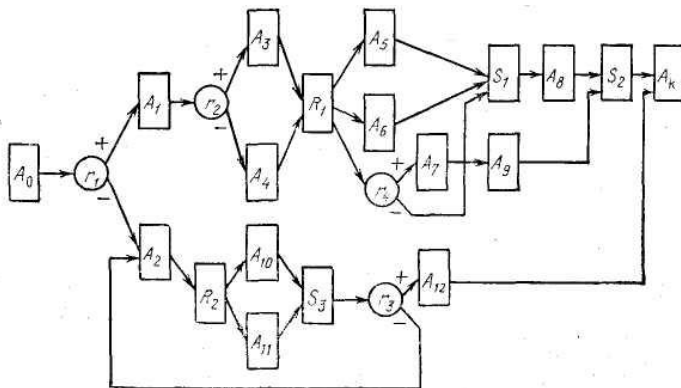 A₃
A₅
+
A₁
r₂
R₁
S₁
A₈
S₂
Aк
+
−
A₆
A₀
r₁
A₄
+
A₇
A₉
r₄
−
−
A₂
A₁₀
R₂
S₃
r₃
+
A₁₂
−
A₁₁